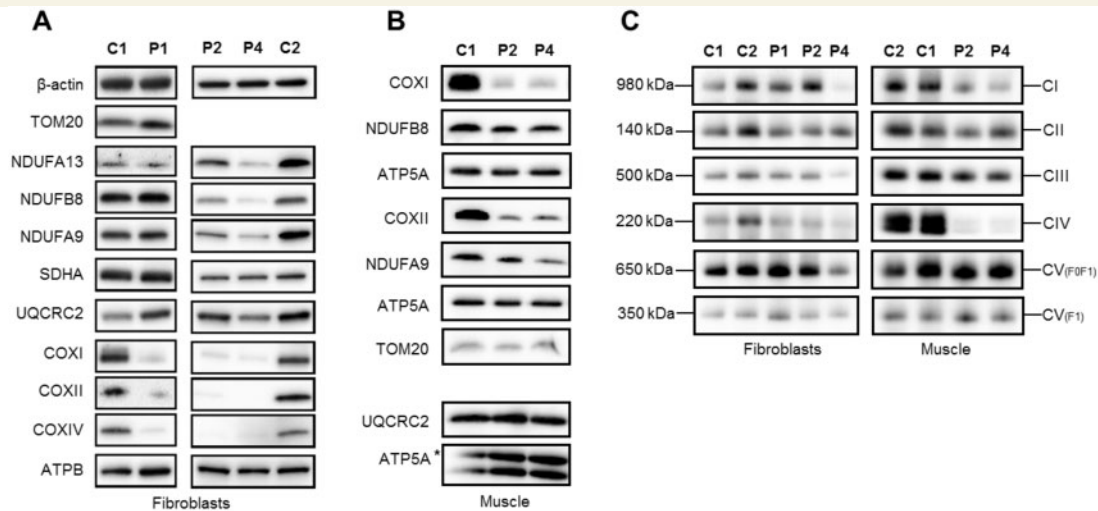 A
C1 P1 P2 P4 C2
β-actin
TOM20
NDUFA13
NDUFB8
NDUFA9
SDHA
UQCRC2
COXI
COXII
COXIV
ATPB
Fibroblasts
B
C1 P2 P4
COXI
NDUFB8
ATP5A
COXII
NDUFA9
ATP5A
TOM20
UQCRC2
ATP5A *
Muscle
C
C1 C2 P1 P2 P4 C2 C1 P2 P4
980 kDa CI
140 kDa CII
500 kDa CIII
220 kDa CIV
650 kDa CV(F0F1)
350 kDa CV(F1)
Fibroblasts Muscle